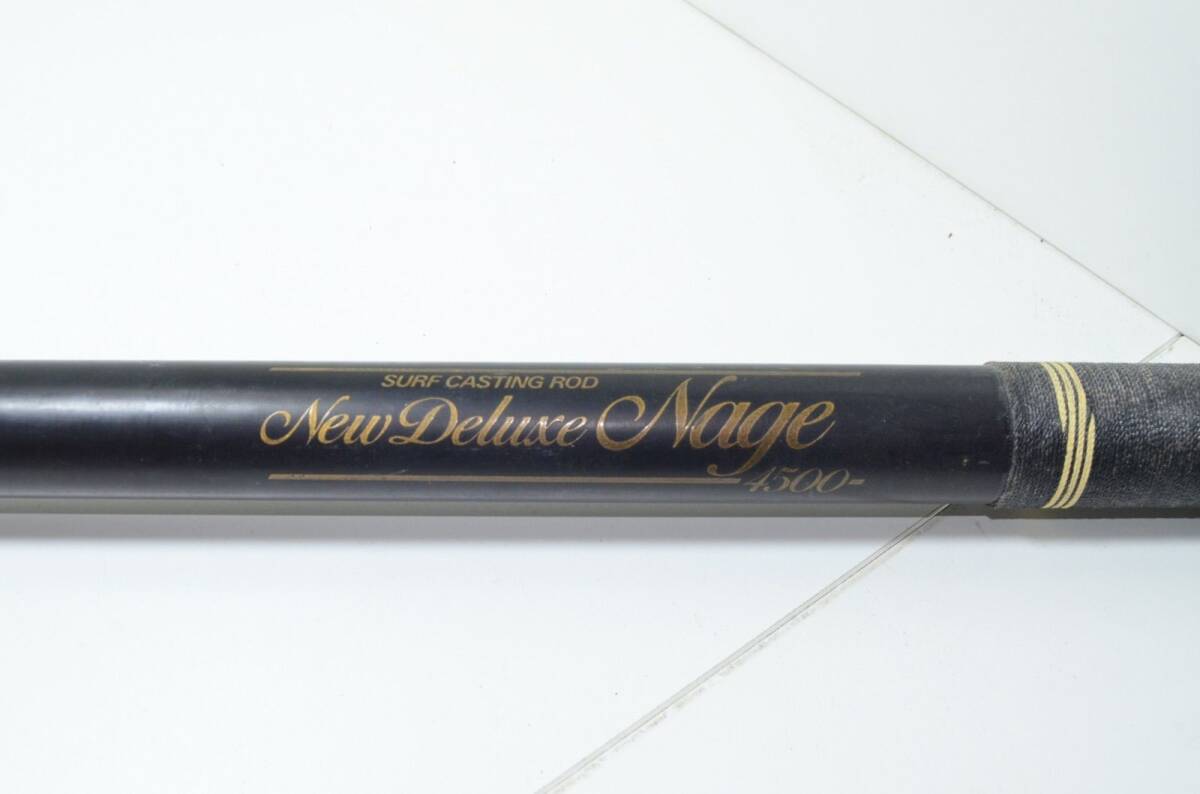 SURF CASTING ROD
New Deluxe Nage
4500